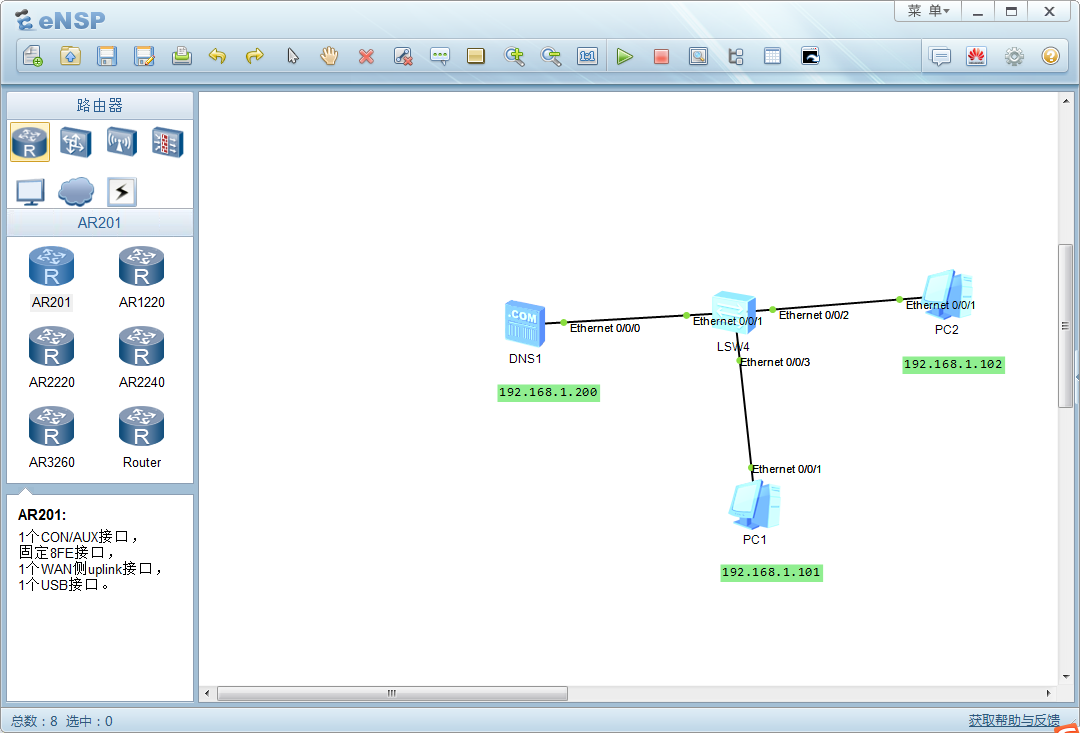 eNSP
菜 单
路由器
R
AR201
R
AR201
R
AR1220
R
AR2220
R
AR2240
R
AR3260
R
Router
AR201:
1个CON/AUX接口，
固定8FE接口，
1个WAN侧uplink接口，
1个USB接口。
1:1
.COM
DNS1
192.168.1.200
Ethernet 0/0/0
Ethernet 0/0/1
LSW4
Ethernet 0/0/2
Ethernet 0/0/1
PC2
192.168.1.102
Ethernet 0/0/3
Ethernet 0/0/1
PC1
192.168.1.101
总数：8 选中：0
获取帮助与反馈